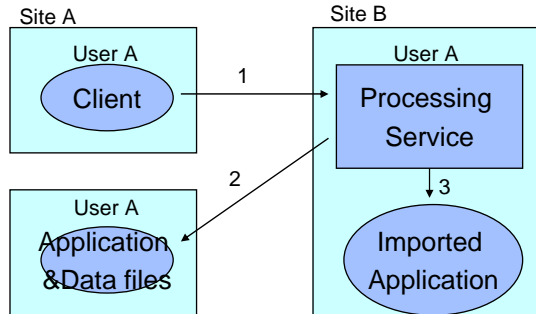 Site A
User A
Client
1
Site B
User A
Processing
Service
2
3
User A
Application
&Data files
Imported
Application